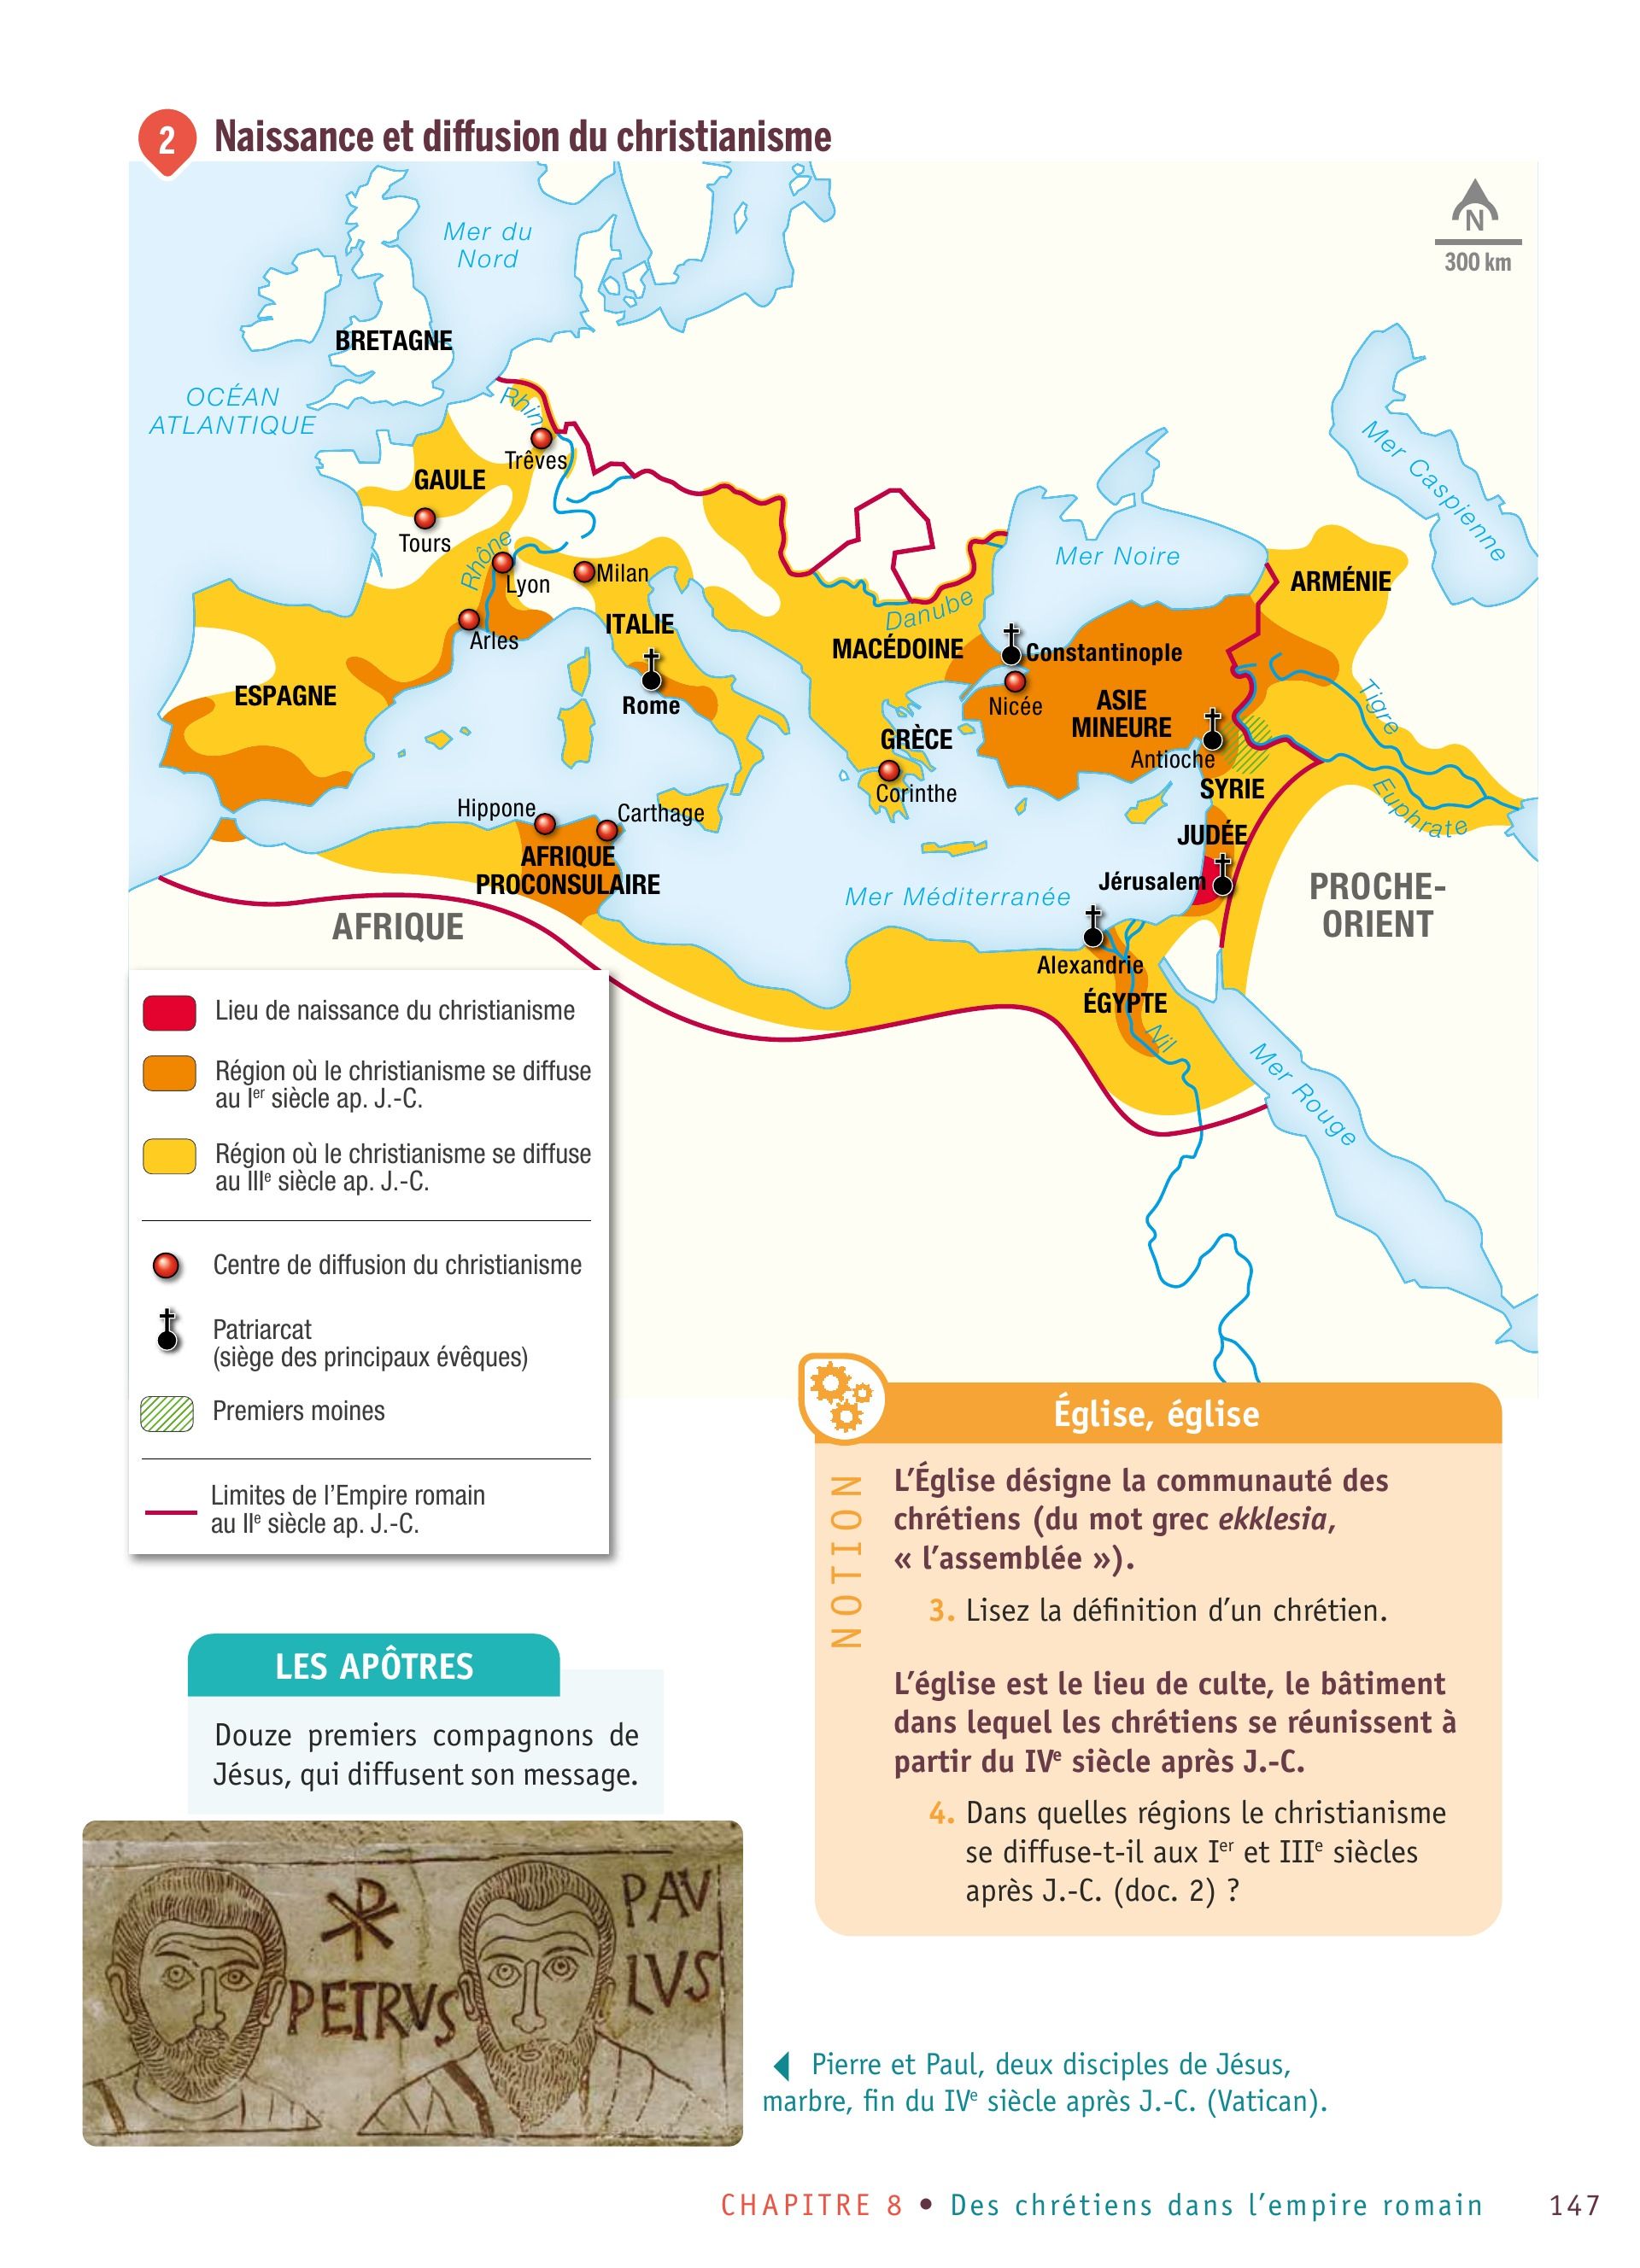 2
Naissance et diffusion du christianisme
N
300 km
Mer du
Nord
BRETAGNE
OCÉAN
ATLANTIQUE
Rhin
Trêves
GAULE
Tours
Rhône
Lyon
Milan
Arles
ITALIE
Rome
ESPAGNE
Mer Caspienne
Mer Noire
ARMÉNIE
Danube
MACÉDOINE
Constantinople
Nicée
ASIE
MINEURE
Antioche
Tigre
GRÈCE
Corinthe
SYRIE
Euphrate
Hippone
Carthage
AFRIQUE
PROCONSULAIRE
JUDÉE
Jérusalem
Mer Méditerranée
PROCHE-
ORIENT
AFRIQUE
Alexandrie
ÉGYPTE
Nil
Mer Rouge
Lieu de naissance du christianisme
Région où le christianisme se diffuse
au Ier siècle ap. J.-C.
Région où le christianisme se diffuse
au IIIe siècle ap. J.-C.
Centre de diffusion du christianisme
Patriarcat
(siège des principaux évêques)
Premiers moines
Limites de l’Empire romain
au IIe siècle ap. J.-C.
Église, église
NOTION
L’Église désigne la communauté des
chrétiens (du mot grec ekklesia,
« l’assemblée »).
3. Lisez la définition d’un chrétien.
L’église est le lieu de culte, le bâtiment
dans lequel les chrétiens se réunissent à
partir du IVe siècle après J.-C.
4. Dans quelles régions le christianisme
se diffuse-t-il aux Ier et IIIe siècles
après J.-C. (doc. 2) ?
LES APÔTRES
Douze premiers compagnons de
Jésus, qui diffusent son message.
PETRVS
PAV
LVS
Pierre et Paul, deux disciples de Jésus,
marbre, fin du IVe siècle après J.-C. (Vatican).
CHAPITRE 8 • Des chrétiens dans l’empire romain 147